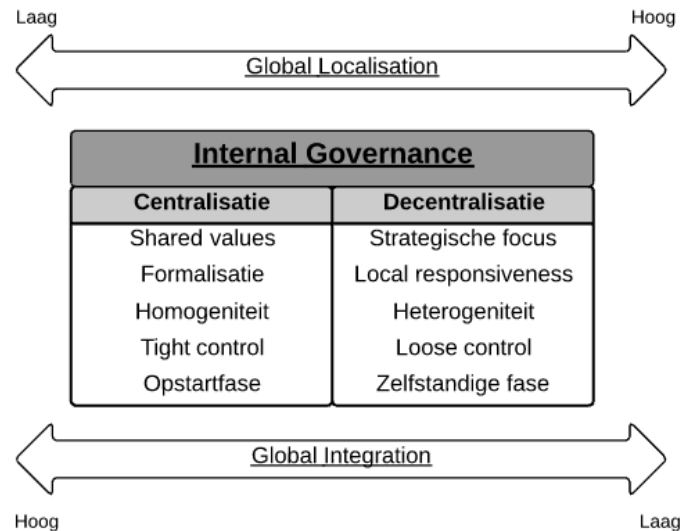 Laag Hoog
Global Localisation
Internal Governance
Centralisatie Decentralisatie
Shared values Strategische focus
Formalisatie Local responsiveness
Homogeniteit Heterogeniteit
Tight control Loose control
Opstartfase Zelfstandige fase
Global Integration
Hoog Laag